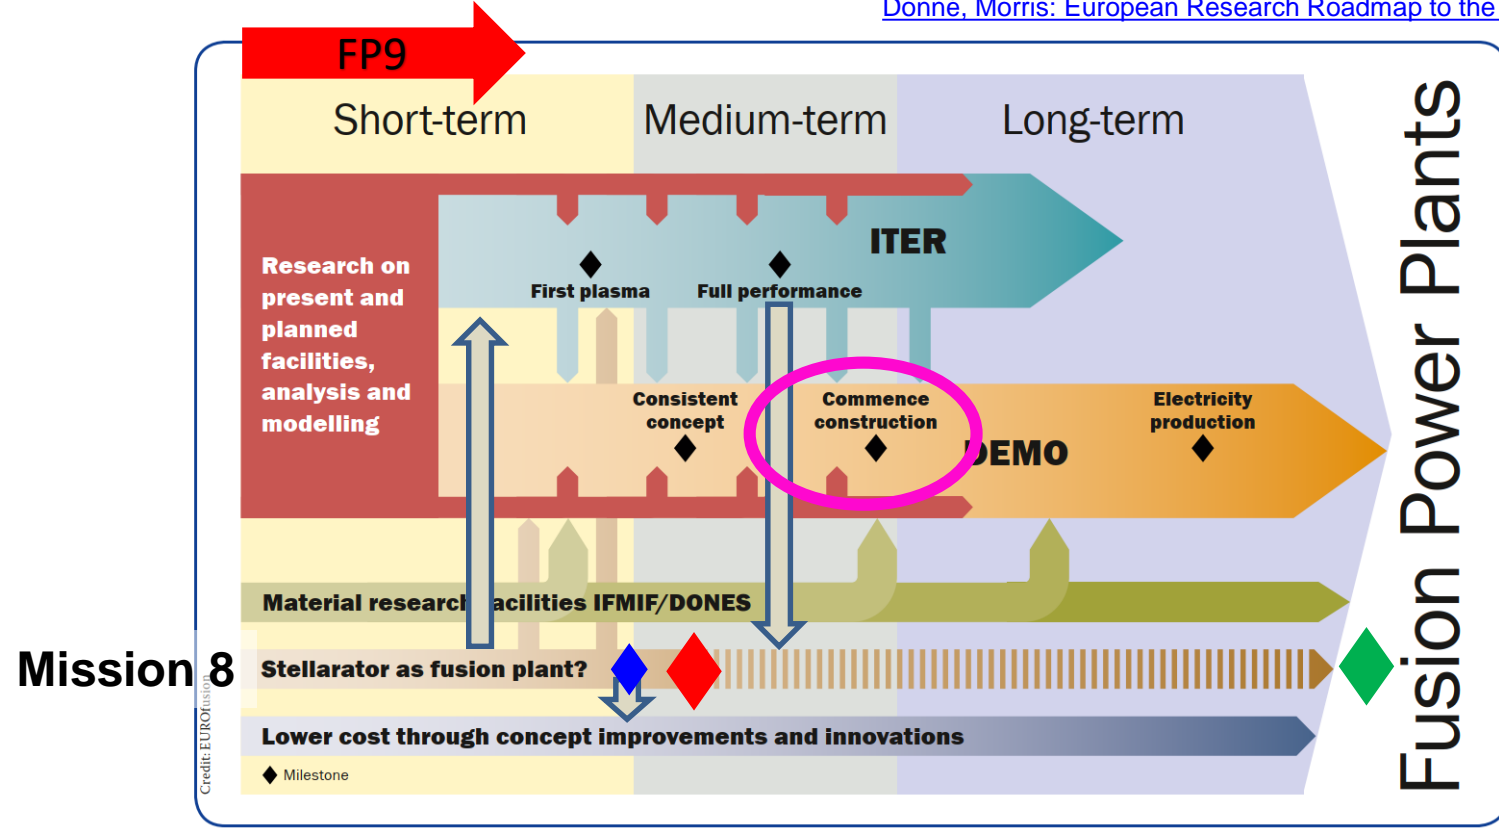 Donne, Morris: European Research Roadmap to the
FP9
Short-term
Medium-term
Long-term
ITER
Research on
present and
planned
facilities,
analysis and
modelling
First plasma
Full performance
Consistent
concept
Commence
construction
DEMO
Electricity
production
Material research facilities IFMIF/DONES
Mission 8
Stellarator as fusion plant?
Lower cost through concept improvements and innovations
Milestone
Credit: EUROfusion
Fusion Power Plants